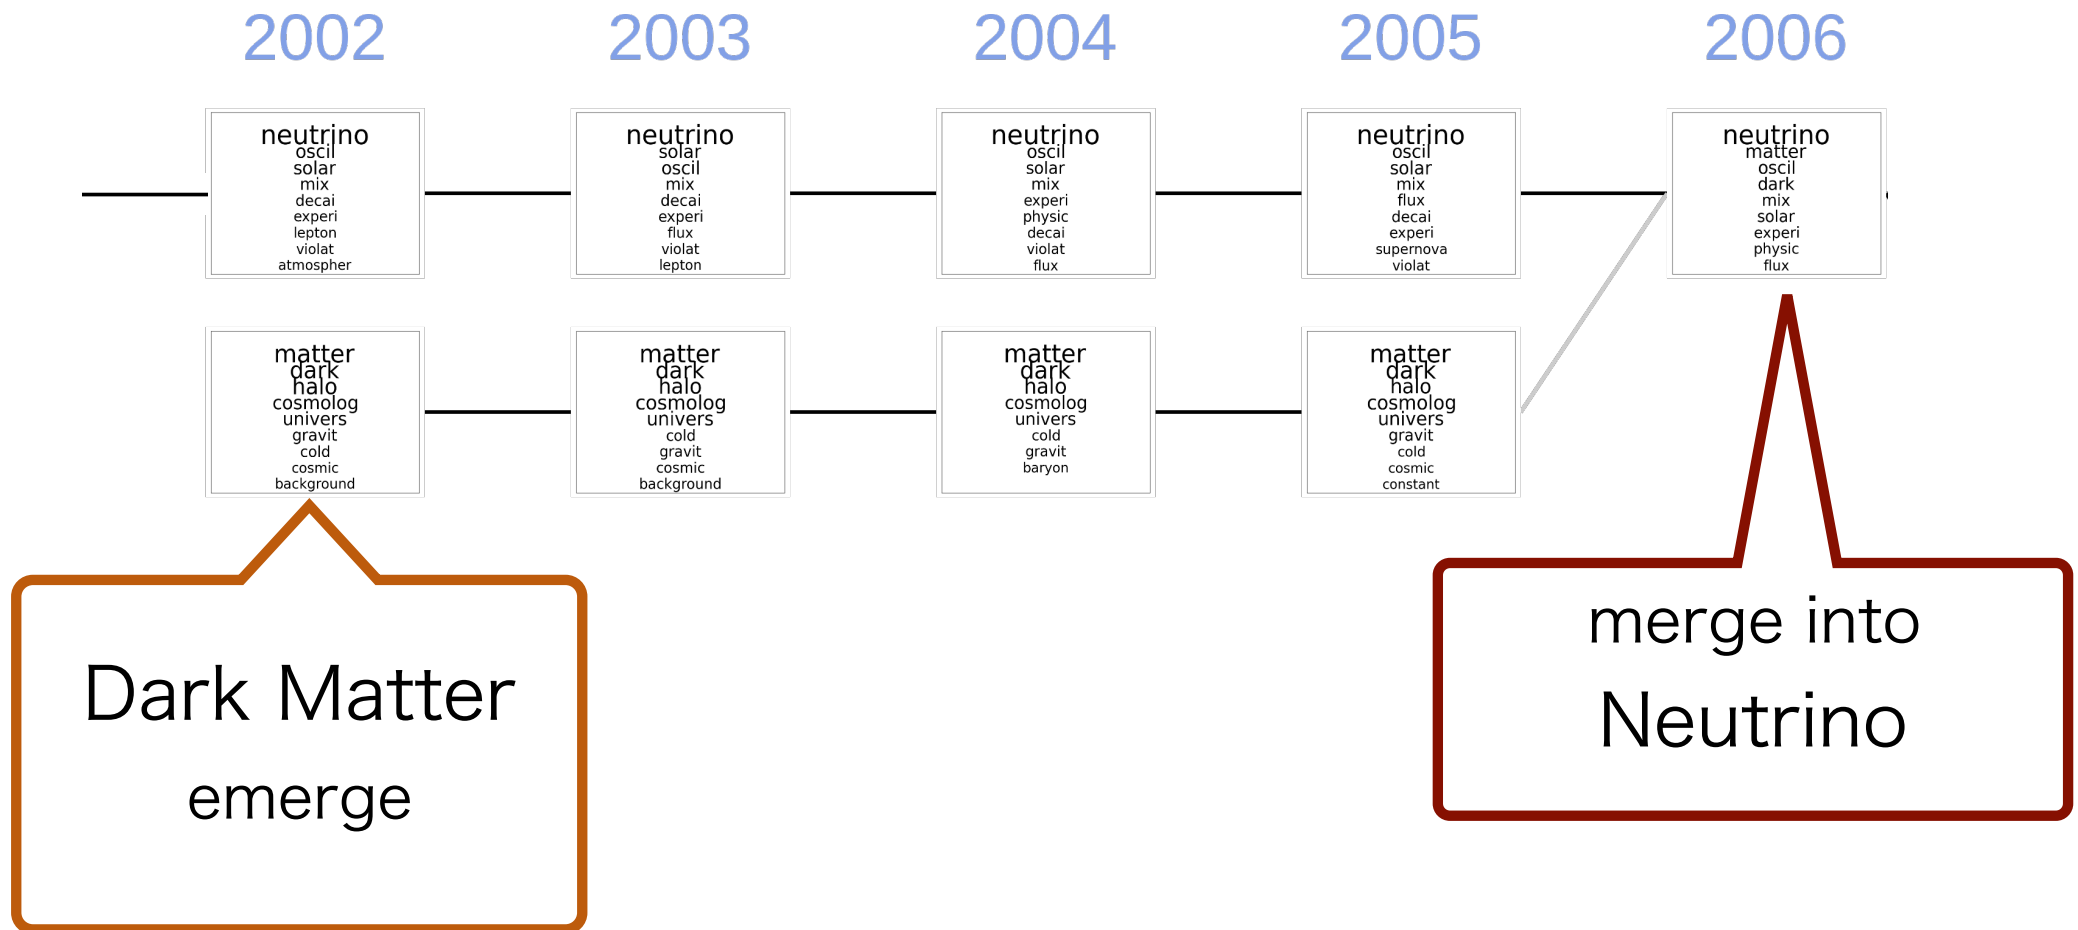 2002 2003 2004 2005 2006
neutrino
oscil
solar
mix
decai
experi
lepton
violat
atmospher
neutrino
solar
oscil
mix
decai
experi
flux
violat
lepton
neutrino
oscil
solar
mix
experi
physic
decai
violat
flux
neutrino
oscil
solar
mix
flux
decai
experi
supernova
violat
neutrino
matter
oscil
dark
mix
solar
experi
physic
flux
matter
dark
halo
cosmolog
univers
gravit
cold
cosmic
background
matter
dark
halo
cosmolog
univers
cold
gravit
cosmic
background
matter
dark
halo
cosmolog
univers
cold
gravit
baryon
matter
dark
halo
cosmolog
univers
gravit
cold
cosmic
constant
Dark Matter
emerge
merge into
Neutrino